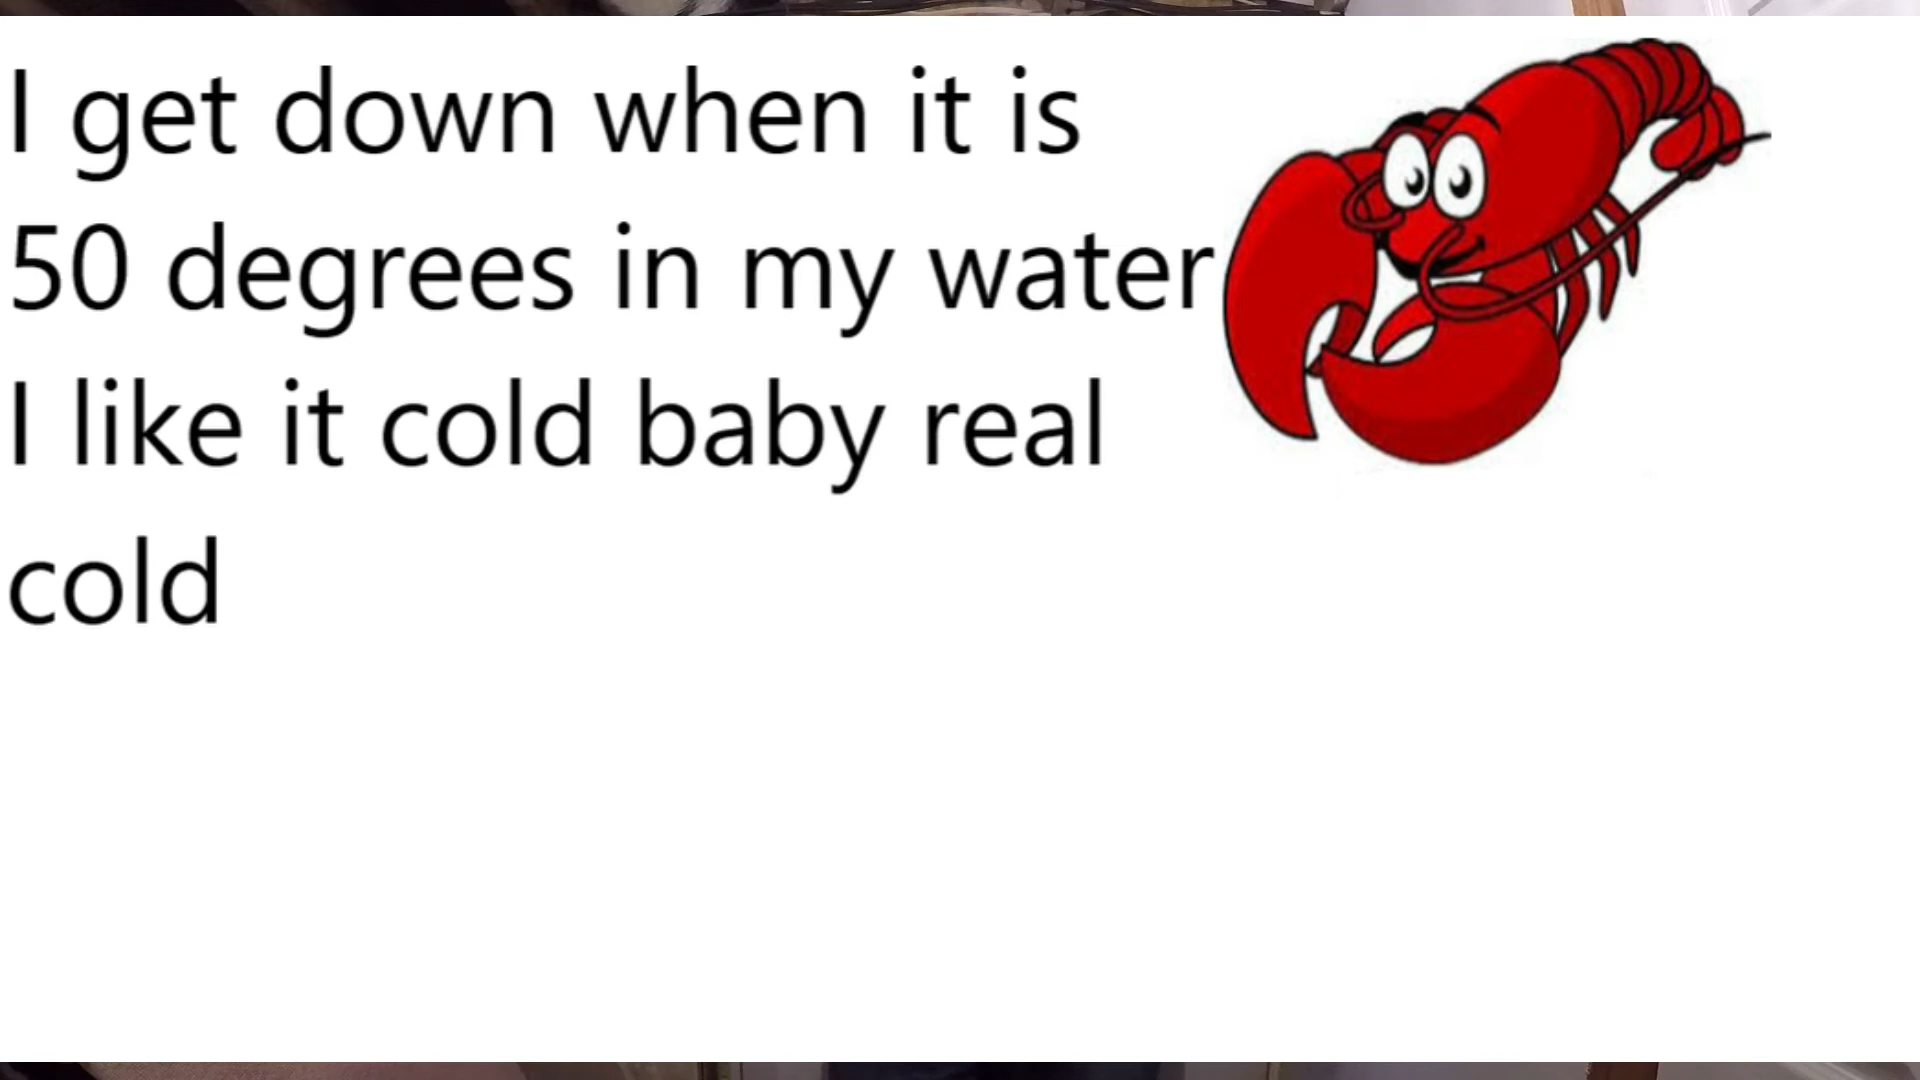 I get down when it is
50 degrees in my water
I like it cold baby real
cold